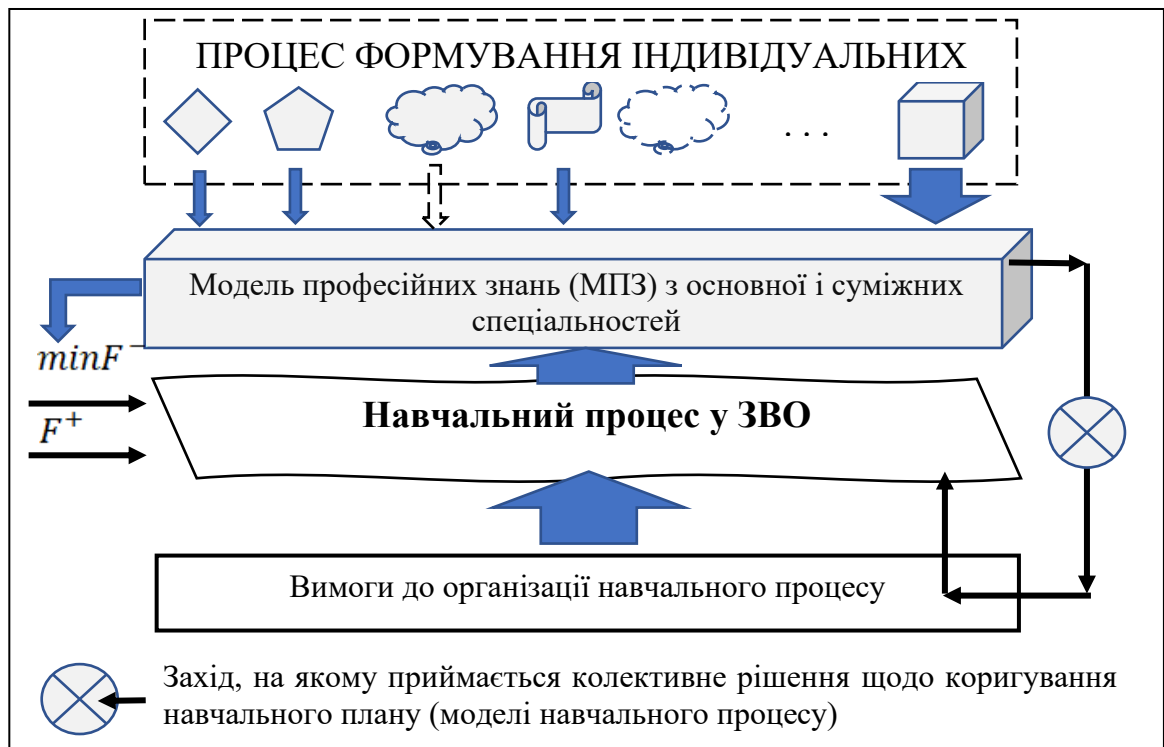 ПРОЦЕС ФОРМУВАННЯ ІНДИВІДУАЛЬНИХ
. . .
Модель професійних знань (МПЗ) з основної і суміжних
спеціальностей
minF⁻
F⁺
Навчальний процес у ЗВО
Вимоги до організації навчального процесу
Захід, на якому приймається колективне рішення щодо коригування
навчального плану (моделі навчального процесу)